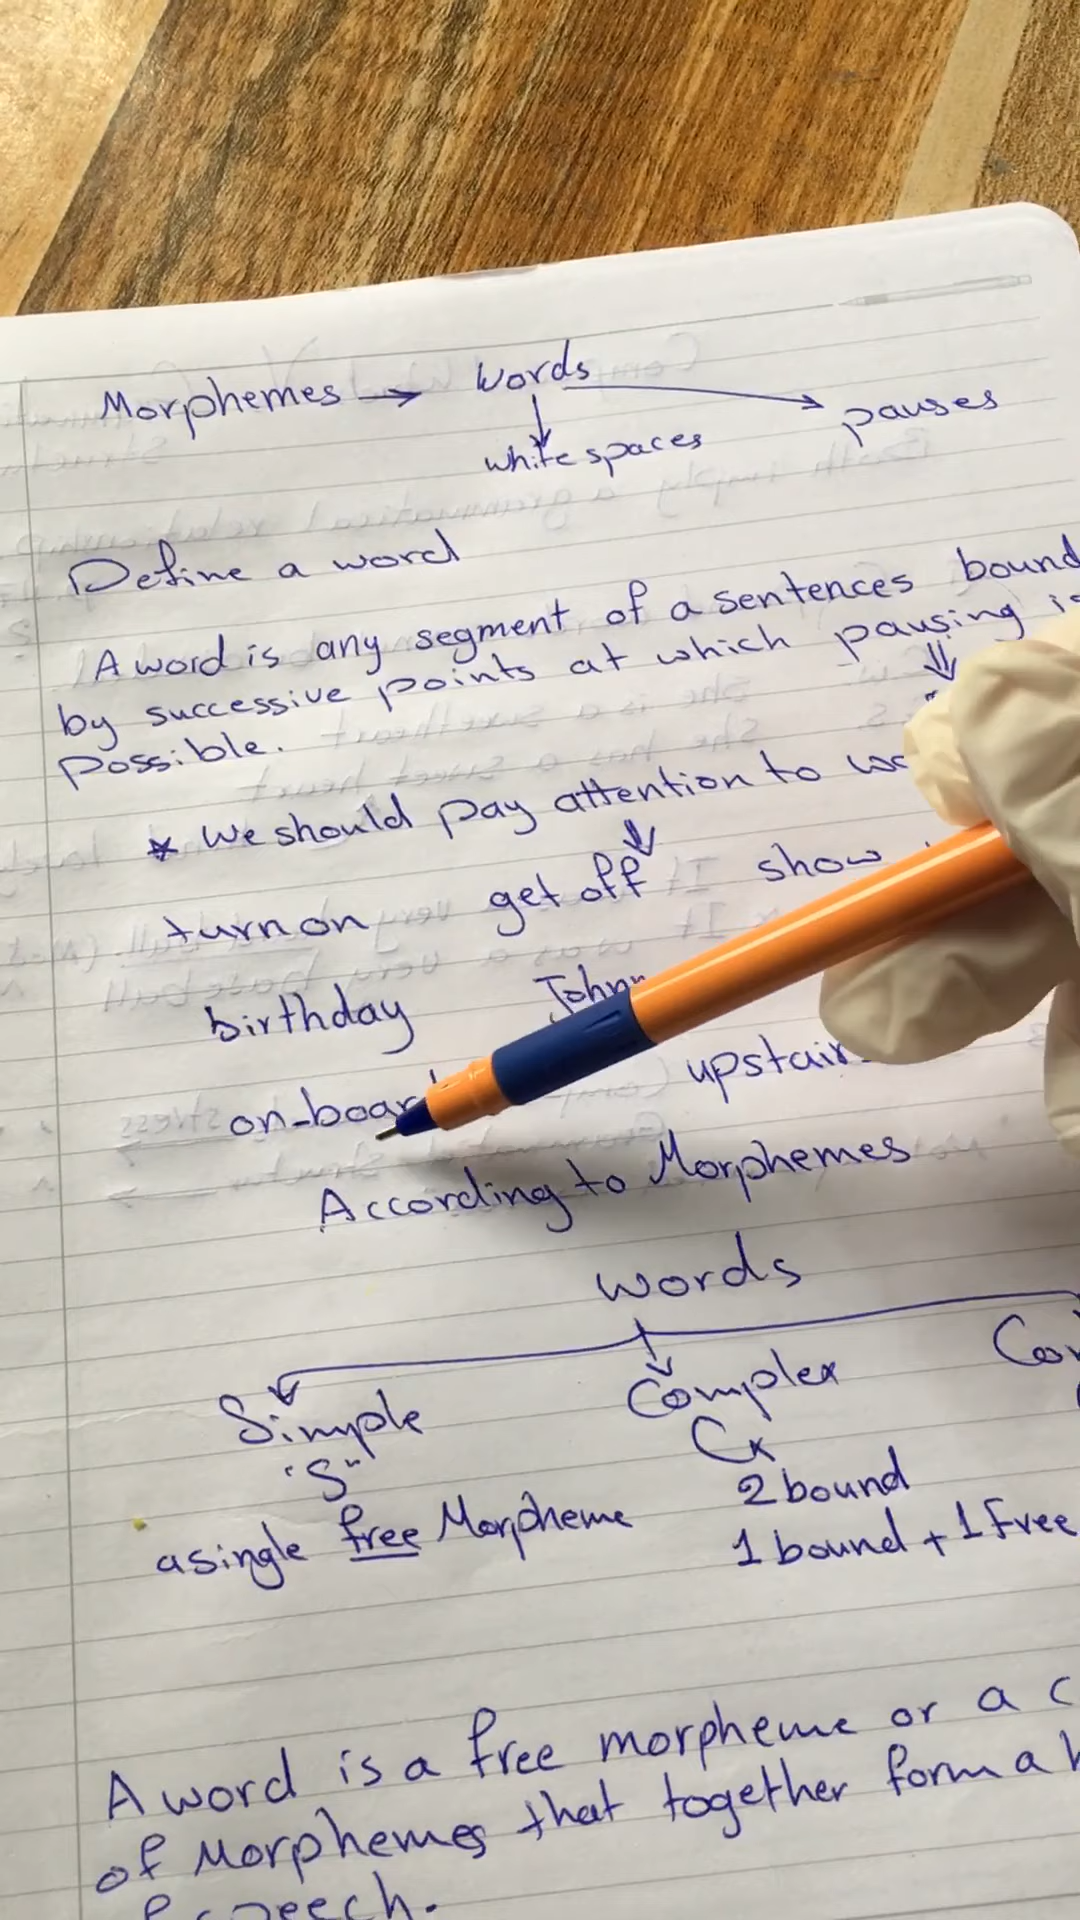 Morphemes → Words
white spaces pauses
Define a word
A word is any segment of a sentences bound
by successive points at which pausing is
possible.
* We should pay attention to
turn on get off show
birthday
upstair
According to Morphemes
words
Simple Complex
"S" Cx
2 bound
a single free Morpheme 1 bound + 1 Free
A word is a free morpheme or a
of Morphemes that together form a
speech.